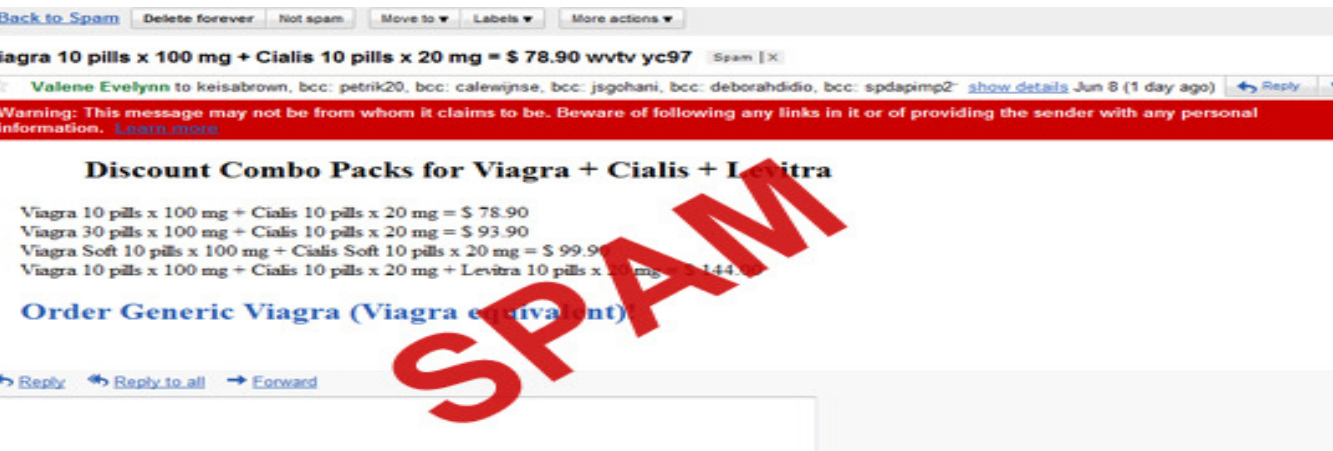 Back to Spam Delete forever Not spam Move to ▼ Labels ▼ More actions ▼
iagra 10 pills x 100 mg + Cialis 10 pills x 20 mg = $ 78.90 wvtv yc97 Spam | X
Valene Evelynn to keisabrown, bcc: petrik20, bcc: calewijnse, bcc: jsgohani, bcc: deborahdidio, bcc: spdapimp2 show details Jun 8 (1 day ago) Reply
Warning: This message may not be from whom it claims to be. Beware of following any links in it or of providing the sender with any personal
information. Learn more
Discount Combo Packs for Viagra + Cialis + Levitra
Viagra 10 pills x 100 mg + Cialis 10 pills x 20 mg = $ 78.90
Viagra 30 pills x 100 mg + Cialis 10 pills x 20 mg = $ 93.90
Viagra Soft 10 pills x 100 mg + Cialis Soft 10 pills x 20 mg = $ 99.90
Viagra 10 pills x 100 mg + Cialis 10 pills x 20 mg + Levitra 10 pills x 20 mg = $ 144.00
Order Generic Viagra (Viagra equivalent)!
SPAM
Reply Reply to all Forward